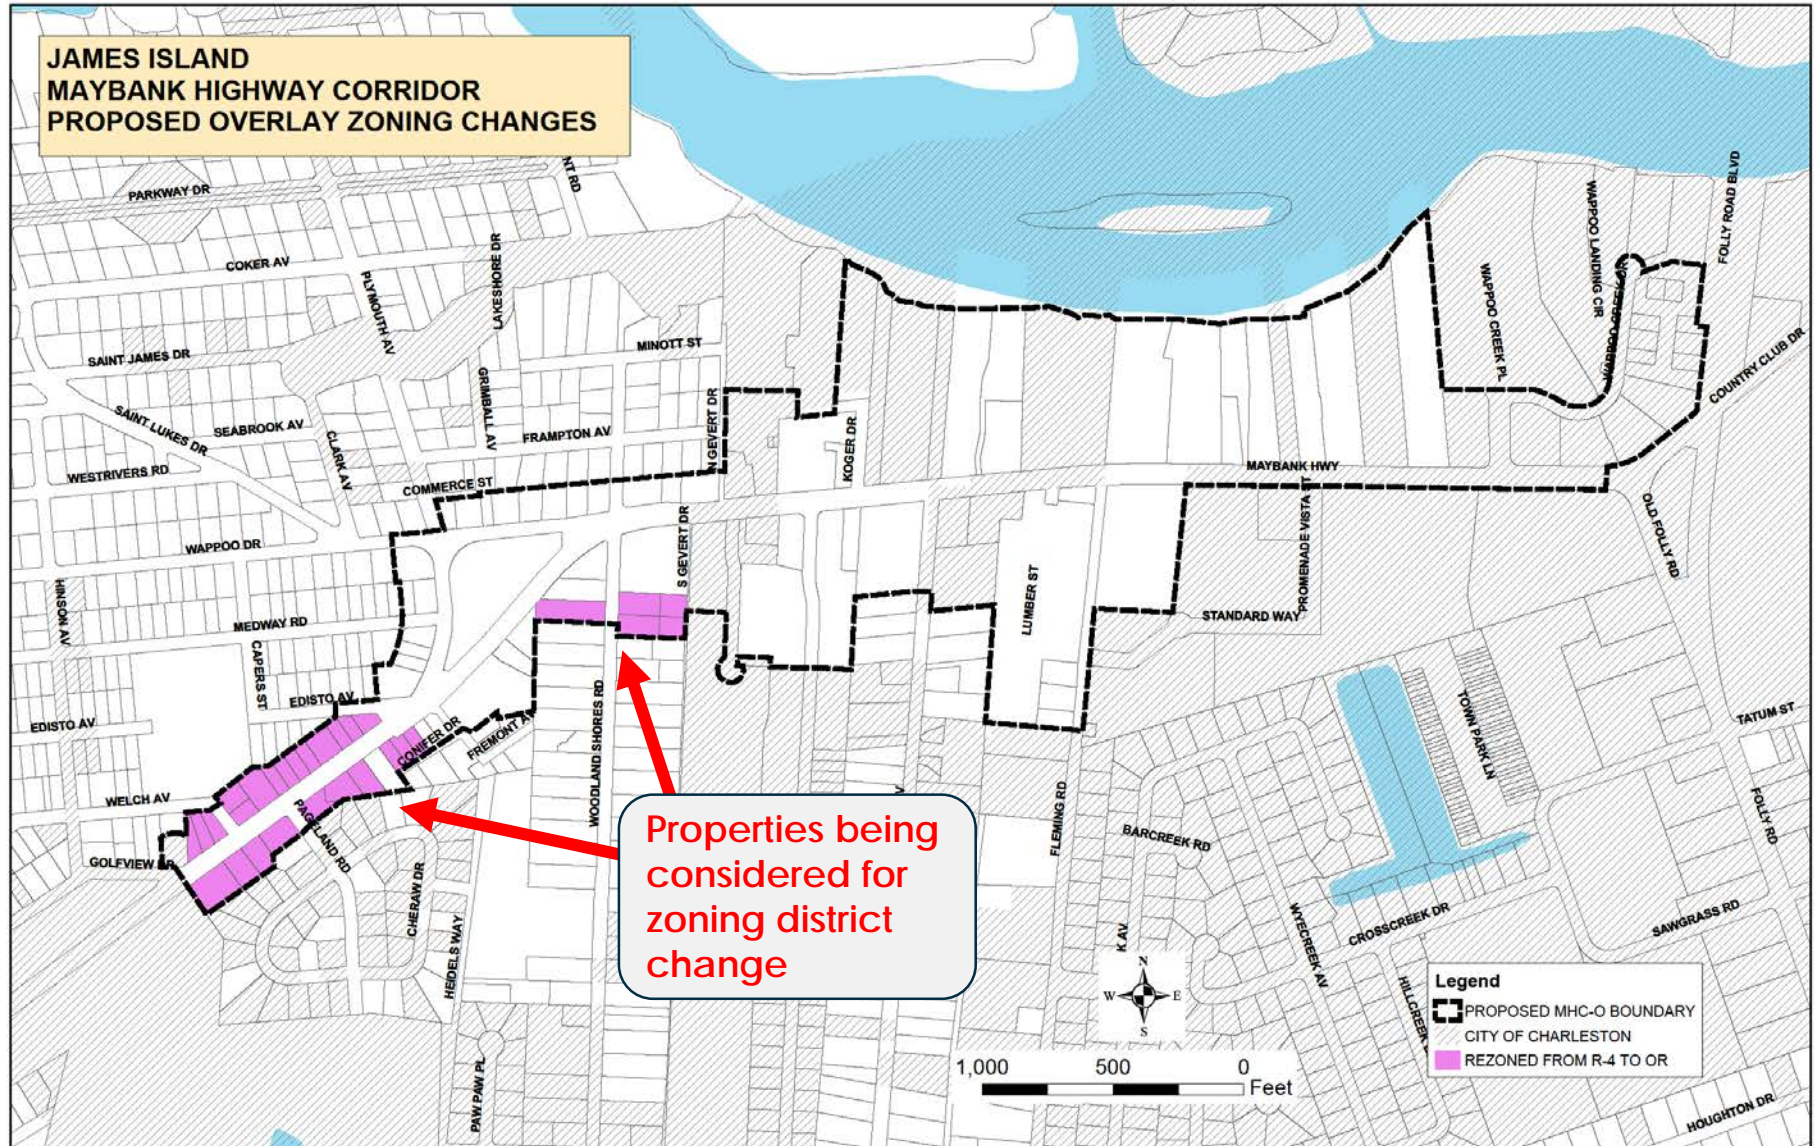 JAMES ISLAND
MAYBANK HIGHWAY CORRIDOR
PROPOSED OVERLAY ZONING CHANGES
NT RD
FOLLY ROAD BLVD
PARKWAY DR
WAPPOO LANDING CIR
LAKESHORE DR
COKER AV
WAPPOO CREEK DR
PLYMOUTH AV
WAPPOO CREEK PL
MINOTT ST
SAINT JAMES DR
COUNTRY CLUB DR
GRIMBALL AV
N GEVERT DR
SAINT LUKES DR
SEABROOK AV
FRAMPTON AV
KOGER DR
CLARK AV
WESTRIVERS RD
MAYBANK HWY
COMMERCE ST
OLD FOLLY RD
PROMENADE VISTA ST
WAPPOO DR
S GEVERT DR
HINSON AV
LUMBER ST
STANDARD WAY
MEDWAY RD
CAPERS ST
EDISTO AV
EDISTO AV
WOODLAND SHORES RD
TOWN PARK LN
TATUM ST
CONIFER DR
FREMONT A
WELCH AV
PAGELAND RD
V
FLEMING RD
FOLLY RD
BARCREEK RD
GOLFVIEW DR
CHERAW DR
Properties being
considered for
zoning district
change
HEIDELS WAY
K AV
WYECREEK AV
CROSSCREEK DR
SAWGRASS RD
HILLCREEK
N
W
E
S
Legend
PROPOSED MHC-O BOUNDARY
CITY OF CHARLESTON
REZONED FROM R-4 TO OR
1,000
500
0
Feet
PAW PAW PL
HOUGHTON DR